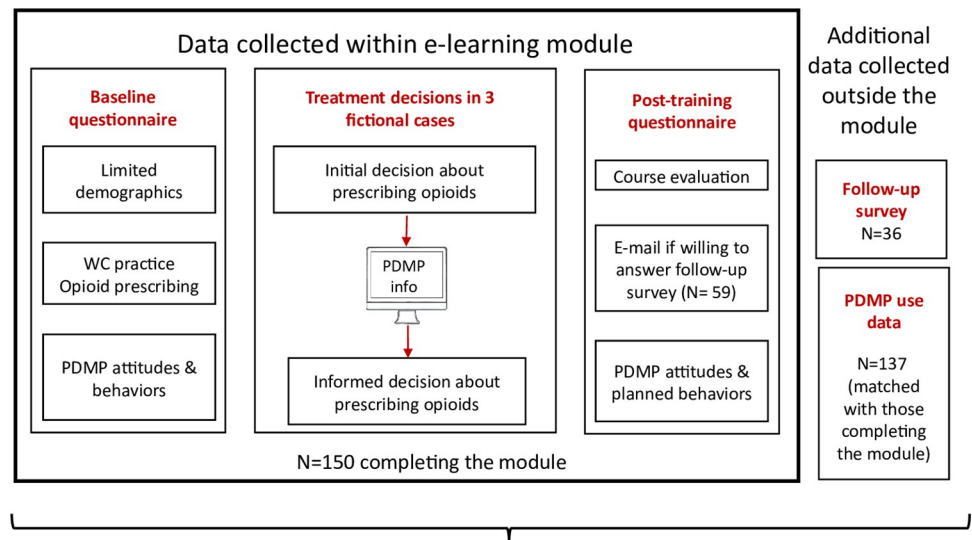 Data collected within e-learning module
Baseline
questionnaire
Limited
demographics
WC practice
Opioid prescribing
PDMP attitudes &
behaviors
Treatment decisions in 3
fictional cases
Initial decision about
prescribing opioids
PDMP
info
Informed decision about
prescribing opioids
Post-training
questionnaire
Course evaluation
E-mail if willing to
answer follow-up
survey (N= 59)
PDMP attitudes &
planned behaviors
N=150 completing the module
Additional
data collected
outside the
module
Follow-up
survey
N=36
PDMP use
data
N=137
(matched
with those
completing
the module)